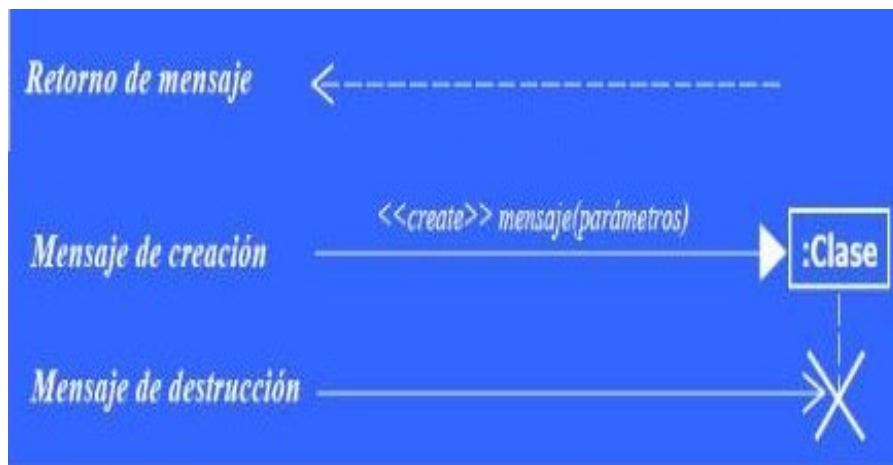 Retorno de mensaje
<<create>> mensaje(parámetros)
Mensaje de creación
:Clase
Mensaje de destrucción